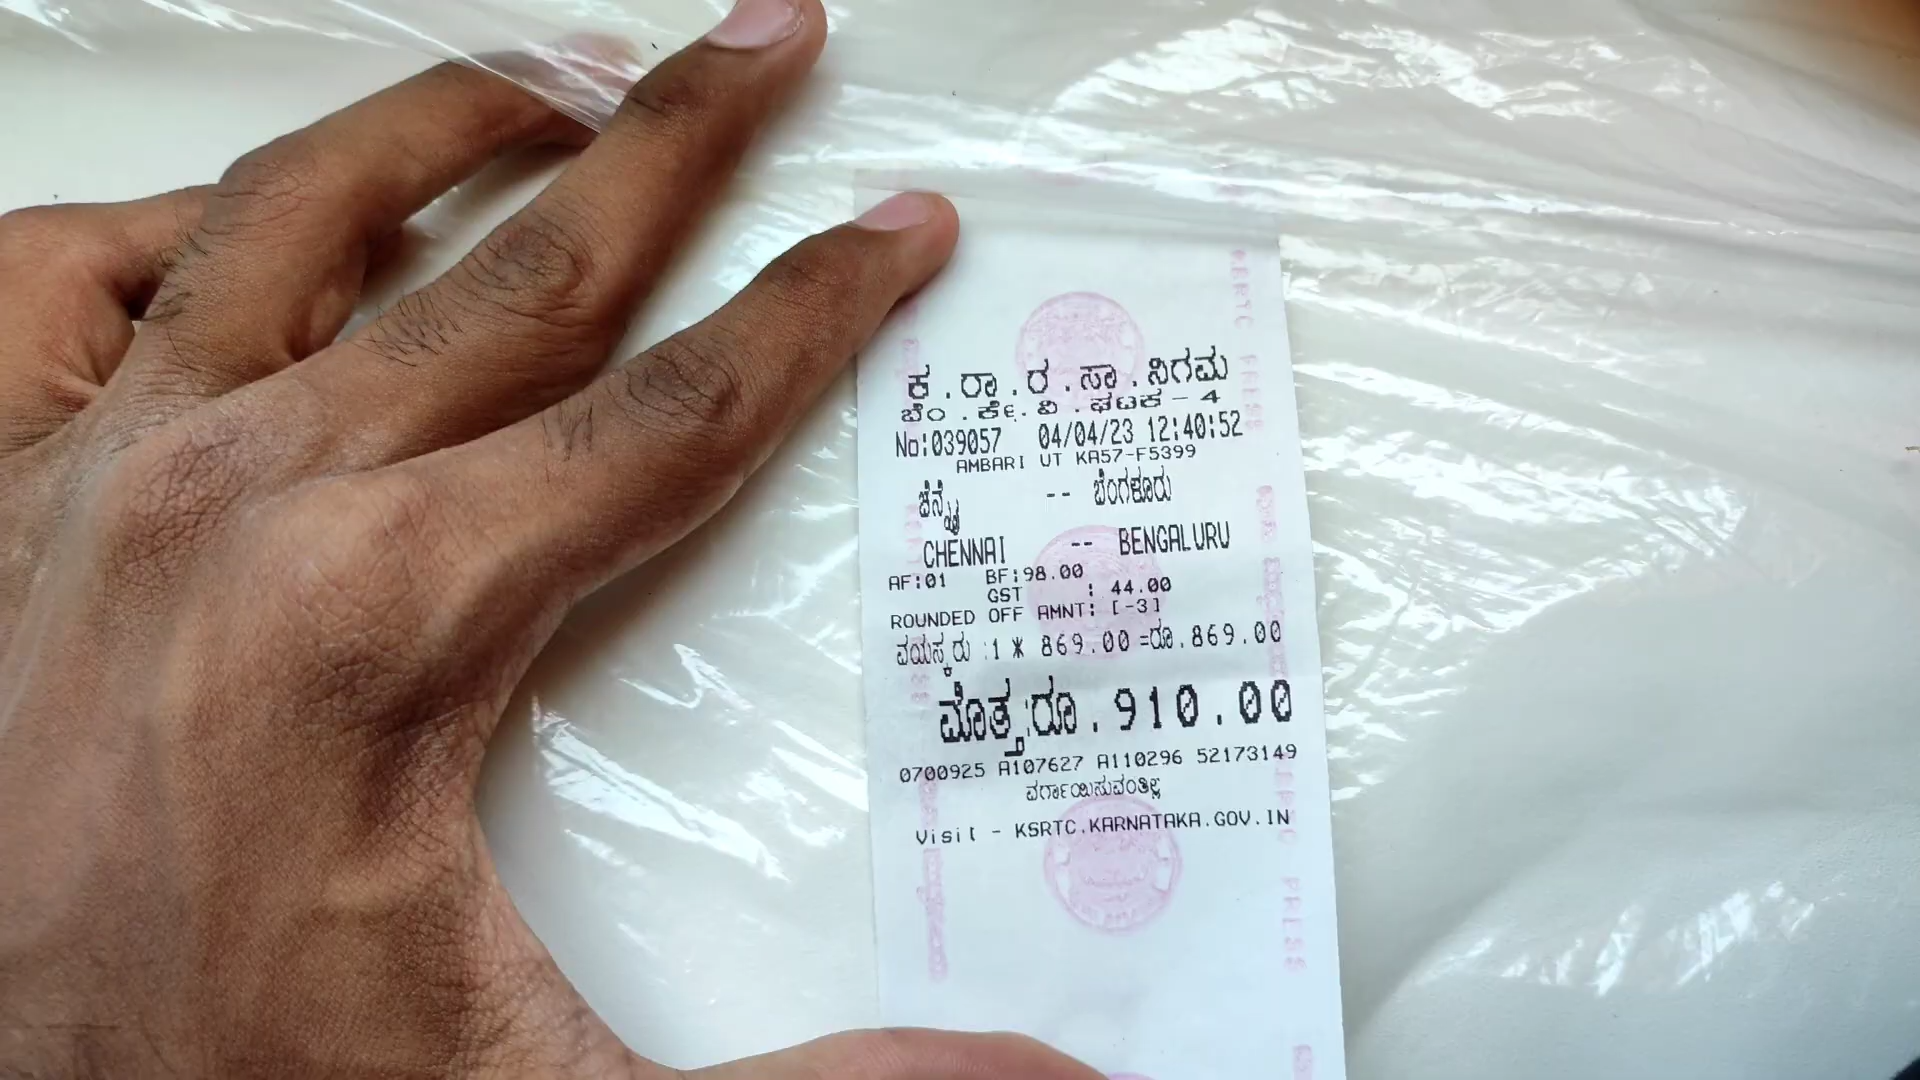 ಕ.ರಾ.ರ.ಸಾ.ನಿಗಮ
ಬೆಂ.ಕೇ.ವಿ.ಘಟಕ-4
No:039057 04/04/23 12:40:52
AMBARI UT KA57-F5399
ಚೆನ್ನೈ -- ಬೆಂಗಳೂರು
CHENNAI -- BENGALURU
AF:01 BF:98.00
GST : 44.00
ROUNDED OFF AMNT: [-3]
ವಯಸ್ಕರು :1 * 869.00 =ರೂ.869.00
ಮೊತ್ತ:ರೂ.910.00
0700925 A107627 A110296 52173149
ವರ್ಗಾಯಿಸುವಂತಿಲ್ಲ
Visit - KSRTC.KARNATAKA.GOV.IN